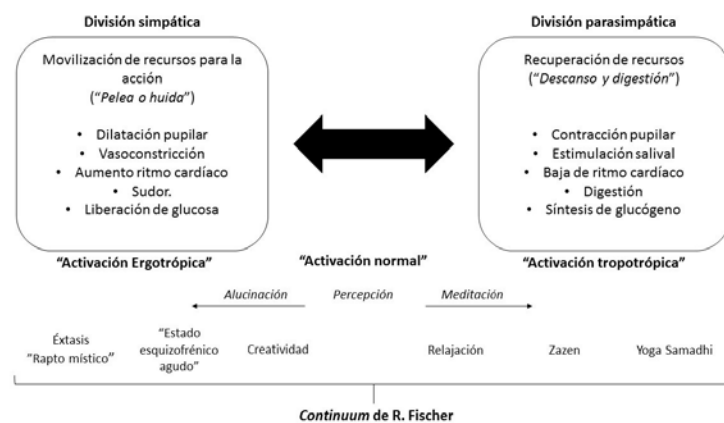 División simpática
División parasimpática
Movilización de recursos para la
acción
(“Pelea o huida”)
• Dilatación pupilar
• Vasoconstricción
• Aumento ritmo cardíaco
• Sudor.
• Liberación de glucosa
Recuperación de recursos
(“Descanso y digestión”)
• Contracción pupilar
• Estimulación salival
• Baja de ritmo cardíaco
• Digestión
• Síntesis de glucógeno
“Activación Ergotrópica”
“Activación normal”
“Activación tropotrópica”
Alucinación
Percepción
Meditación
Éxtasis
“Rapto místico”
“Estado
esquizofrénico
agudo”
Creatividad
Relajación
Zazen
Yoga Samadhi
Continuum de R. Fischer